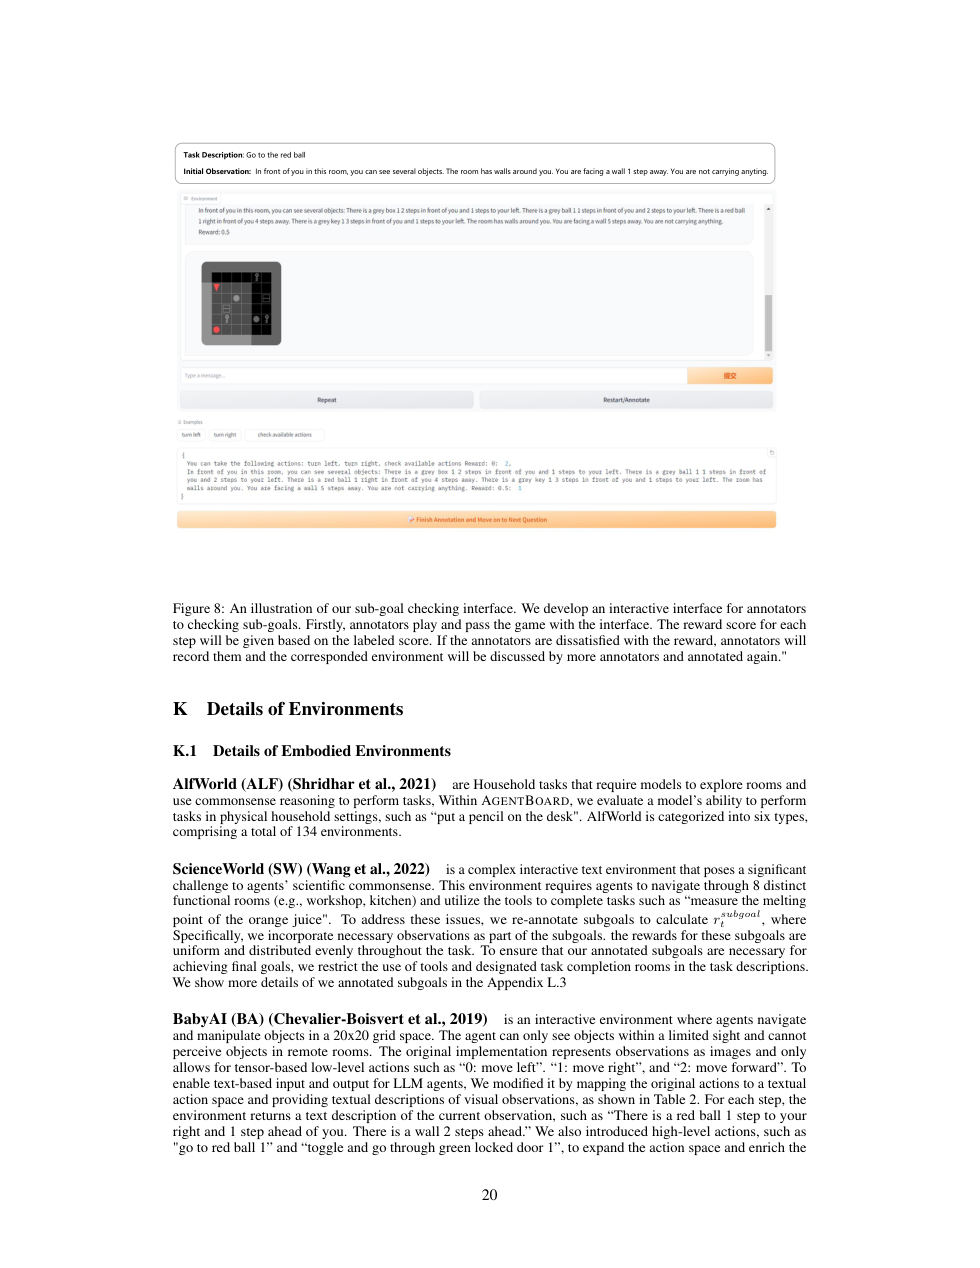 Task Description: Go to the red ball
Initial Observation: In front of you in this room, you can see several objects. The room has walls around you. You are facing a wall 1 step away. You are not carrying anyting.
Environment
In front of you in this room, you can see several objects: There is a grey box 1 2 steps in front of you and 1 steps to your left. There is a grey ball 1 1 steps in front of you and 2 steps to your left. There is a red ball
1 right in front of you 4 steps away. There is a grey key 1 3 steps in front of you and 1 steps to your left. The room has walls around you. You are facing a wall 5 steps away. You are not carrying anything.
Reward: 0.5
Type a message...
提交
Repeat
Restart/Annotate
Examples
turn left turn right check available actions
{
You can take the following actions: turn left, turn right, check available actions Reward: 0: 2,
In front of you in this room, you can see several objects: There is a grey box 1 2 steps in front of you and 1 steps to your left. There is a grey ball 1 1 steps in front of
you and 2 steps to your left. There is a red ball 1 right in front of you 4 steps away. There is a grey key 1 3 steps in front of you and 1 steps to your left. The room has
walls around you. You are facing a wall 5 steps away. You are not carrying anything. Reward: 0.5: 1
}
Finish Annotation and Move on to Next Question
Figure 8: An illustration of our sub-goal checking interface. We develop an interactive interface for annotators
to checking sub-goals. Firstly, annotators play and pass the game with the interface. The reward score for each
step will be given based on the labeled score. If the annotators are dissatisfied with the reward, annotators will
record them and the corresponded environment will be discussed by more annotators and annotated again."
K Details of Environments
K.1 Details of Embodied Environments
AlfWorld (ALF) (Shridhar et al., 2021) are Household tasks that require models to explore rooms and
use commonsense reasoning to perform tasks, Within AGENTBOARD, we evaluate a model's ability to perform
tasks in physical household settings, such as “put a pencil on the desk". AlfWorld is categorized into six types,
comprising a total of 134 environments.
ScienceWorld (SW) (Wang et al., 2022) is a complex interactive text environment that poses a significant
challenge to agents' scientific commonsense. This environment requires agents to navigate through 8 distinct
functional rooms (e.g., workshop, kitchen) and utilize the tools to complete tasks such as “measure the melting
point of the orange juice". To address these issues, we re-annotate subgoals to calculate r_t^{subgoal}, where
Specifically, we incorporate necessary observations as part of the subgoals. the rewards for these subgoals are
uniform and distributed evenly throughout the task. To ensure that our annotated subgoals are necessary for
achieving final goals, we restrict the use of tools and designated task completion rooms in the task descriptions.
We show more details of we annotated subgoals in the Appendix L.3
BabyAI (BA) (Chevalier-Boisvert et al., 2019) is an interactive environment where agents navigate
and manipulate objects in a 20x20 grid space. The agent can only see objects within a limited sight and cannot
perceive objects in remote rooms. The original implementation represents observations as images and only
allows for tensor-based low-level actions such as “0: move left”. “1: move right”, and “2: move forward”. To
enable text-based input and output for LLM agents, We modified it by mapping the original actions to a textual
action space and providing textual descriptions of visual observations, as shown in Table 2. For each step, the
environment returns a text description of the current observation, such as “There is a red ball 1 step to your
right and 1 step ahead of you. There is a wall 2 steps ahead.” We also introduced high-level actions, such as
"go to red ball 1” and “toggle and go through green locked door 1”, to expand the action space and enrich the
20